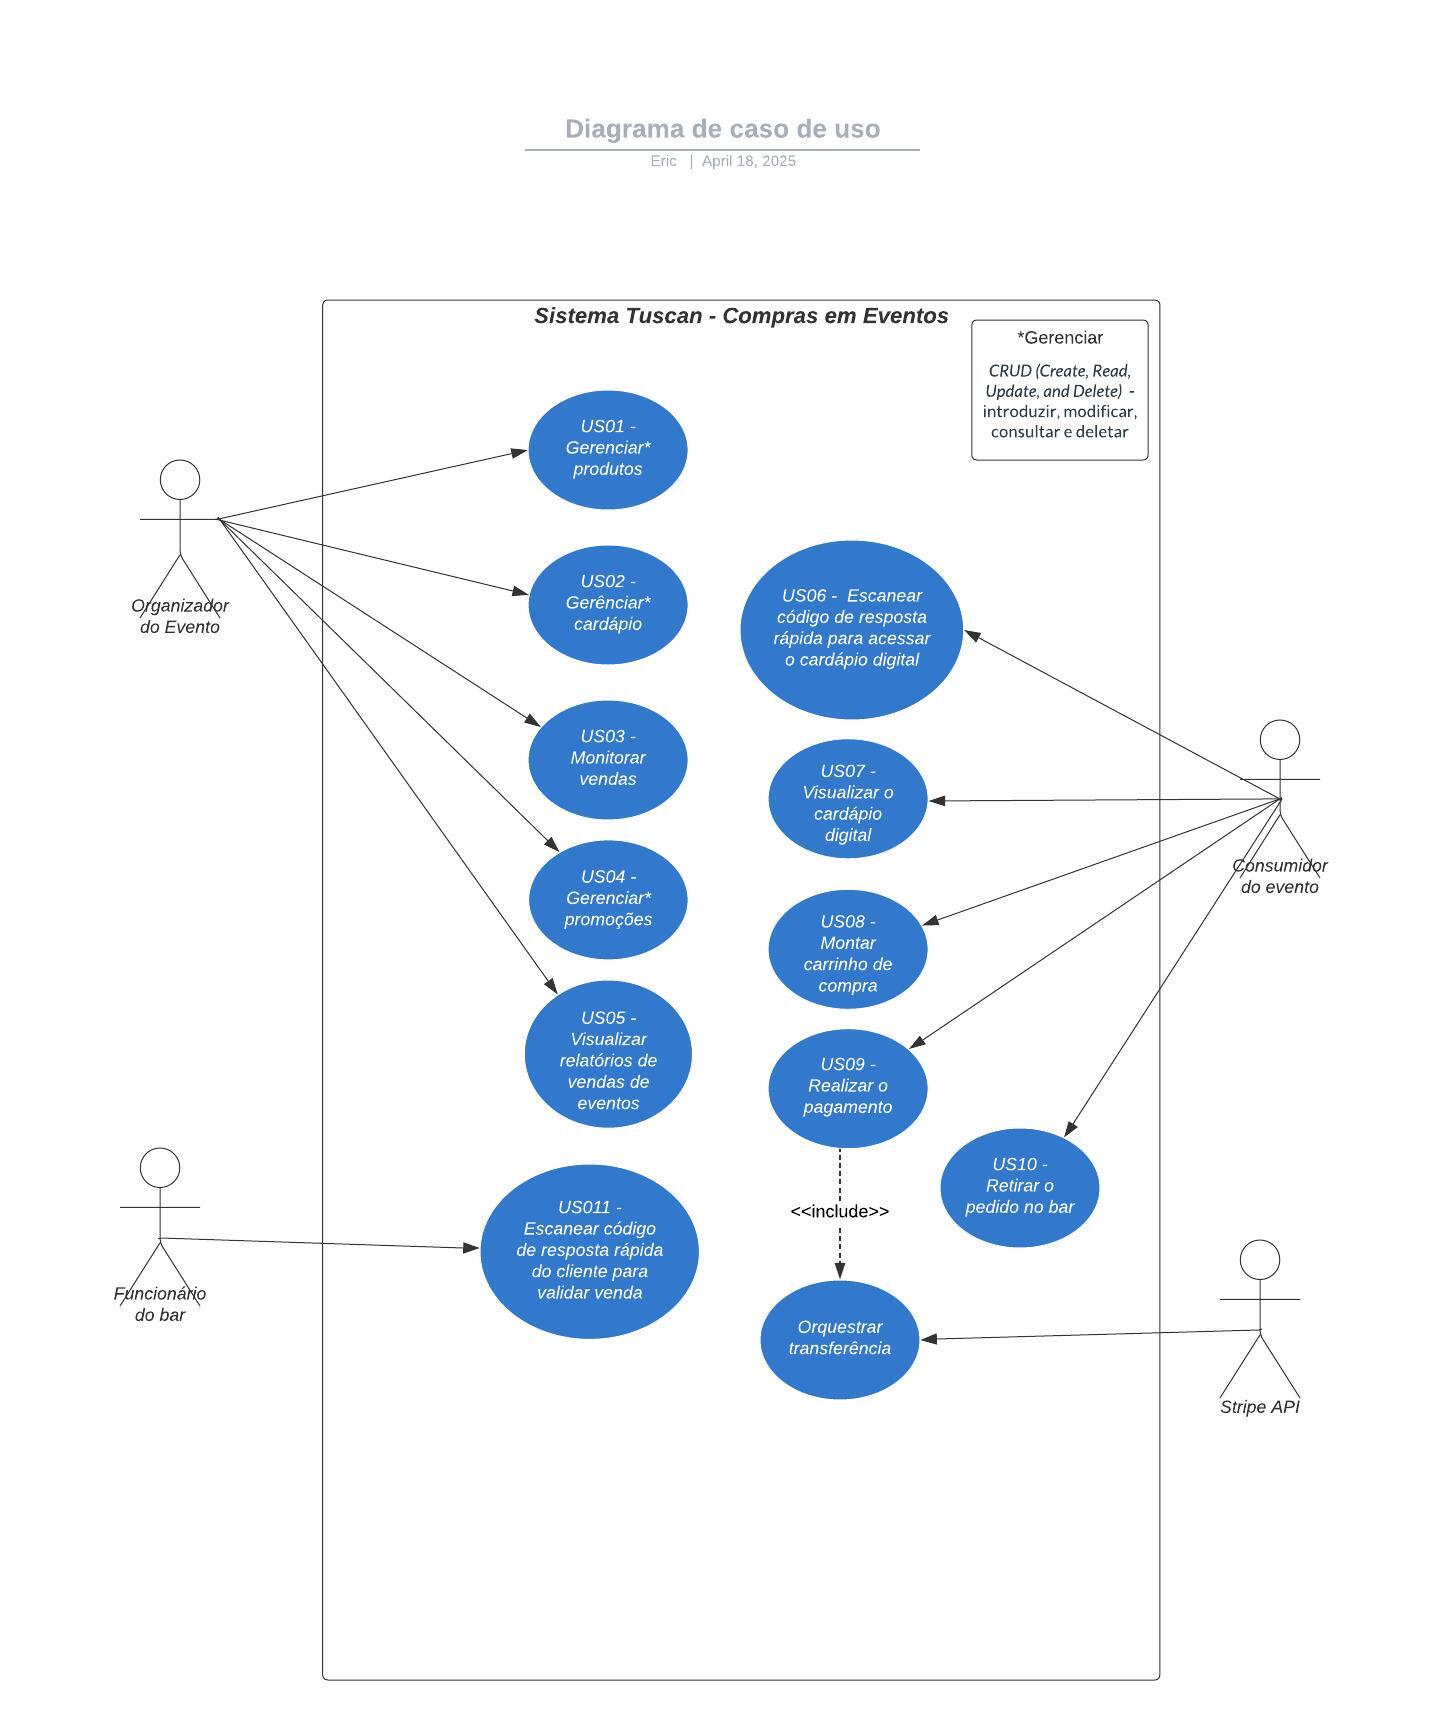 Diagrama de caso de uso
Eric | April 18, 2025
Sistema Tuscan - Compras em Eventos
*Gerenciar
CRUD (Create, Read,
Update, and Delete) -
introduzir, modificar,
consultar e deletar
US01 -
Gerenciar*
produtos
Organizador
do Evento
US02 -
Gerênciar*
cardápio
US06 - Escanear
código de resposta
rápida para acessar
o cardápio digital
US03 -
Monitorar
vendas
US07 -
Visualizar o
cardápio
digital
Consumidor
do evento
US04 -
Gerenciar*
promoções
US08 -
Montar
carrinho de
compra
US05 -
Visualizar
relatórios de
vendas de
eventos
US09 -
Realizar o
pagamento
US10 -
Retirar o
pedido no bar
US011 -
Escanear código
de resposta rápida
do cliente para
validar venda
<<include>>
Funcionário
do bar
Orquestrar
transferência
Stripe API